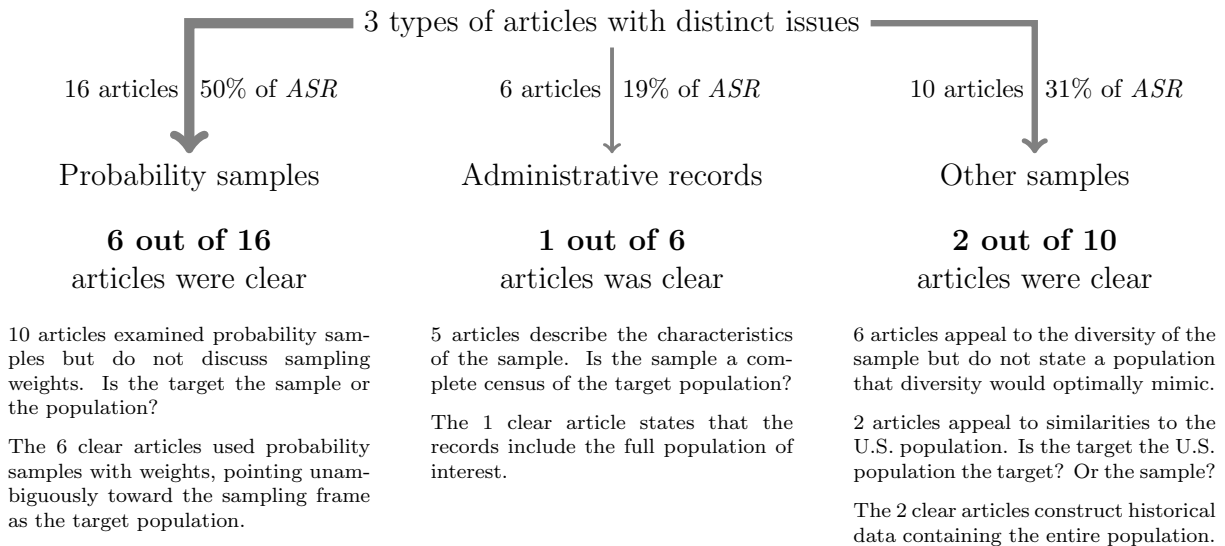 3 types of articles with distinct issues
16 articles 50% of ASR
6 articles 19% of ASR
10 articles 31% of ASR
Probability samples
6 out of 16
articles were clear
10 articles examined probability sam-
ples but do not discuss sampling
weights. Is the target the sample or
the population?
The 6 clear articles used probability
samples with weights, pointing unam-
biguously toward the sampling frame
as the target population.
Administrative records
1 out of 6
articles was clear
5 articles describe the characteristics
of the sample. Is the sample a com-
plete census of the target population?
The 1 clear article states that the
records include the full population of
interest.
Other samples
2 out of 10
articles were clear
6 articles appeal to the diversity of the
sample but do not state a population
that diversity would optimally mimic.
2 articles appeal to similarities to the
U.S. population. Is the target the U.S.
population the target? Or the sample?
The 2 clear articles construct historical
data containing the entire population.